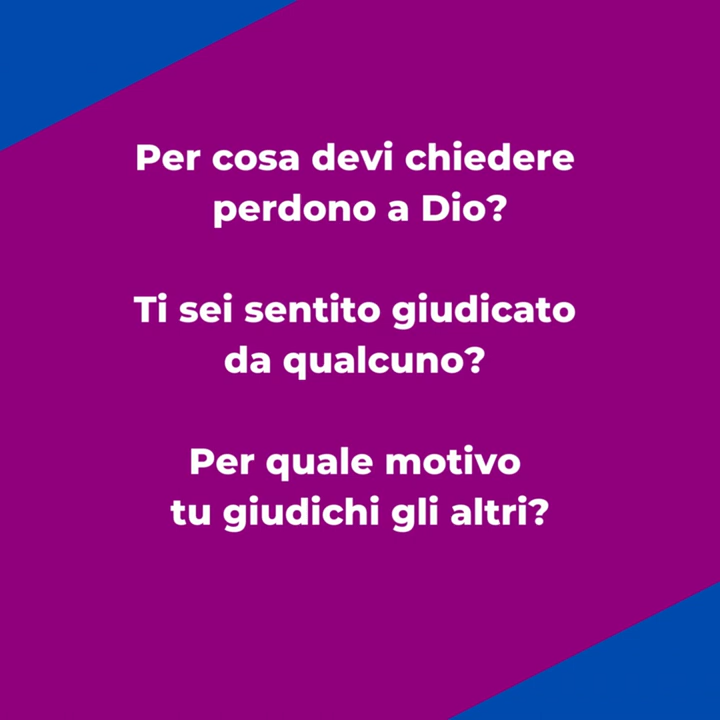 Per cosa devi chiedere
perdono a Dio?
Ti sei sentito giudicato
da qualcuno?
Per quale motivo
tu giudichi gli altri?